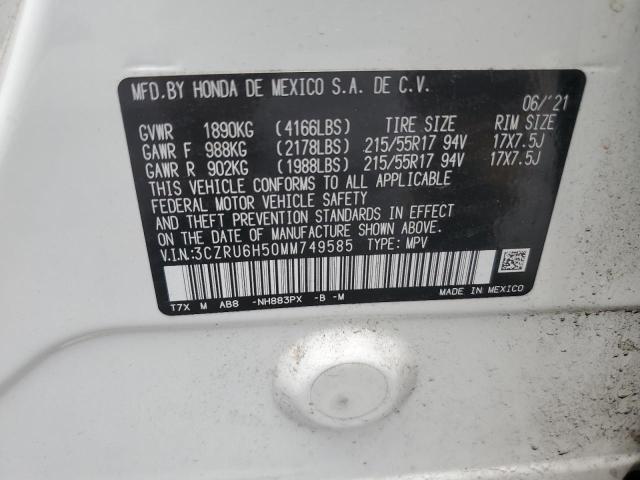 MFD.BY HONDA DE MEXICO S.A. DE C.V.
06/'21
GVWR 1890KG (4166LBS) TIRE SIZE RIM SIZE
GAWR F 988KG (2178LBS) 215/55R17 94V 17X7.5J
GAWR R 902KG (1988LBS) 215/55R17 94V 17X7.5J
THIS VEHICLE CONFORMS TO ALL APPLICABLE
FEDERAL MOTOR VEHICLE SAFETY
AND THEFT PREVENTION STANDARDS IN EFFECT
ON THE DATE OF MANUFACTURE SHOWN ABOVE.
V.I.N:3CZRU6H50MM749585 TYPE: MPV
T7X M AB8 -NH883PX -B -M
MADE IN MEXICO